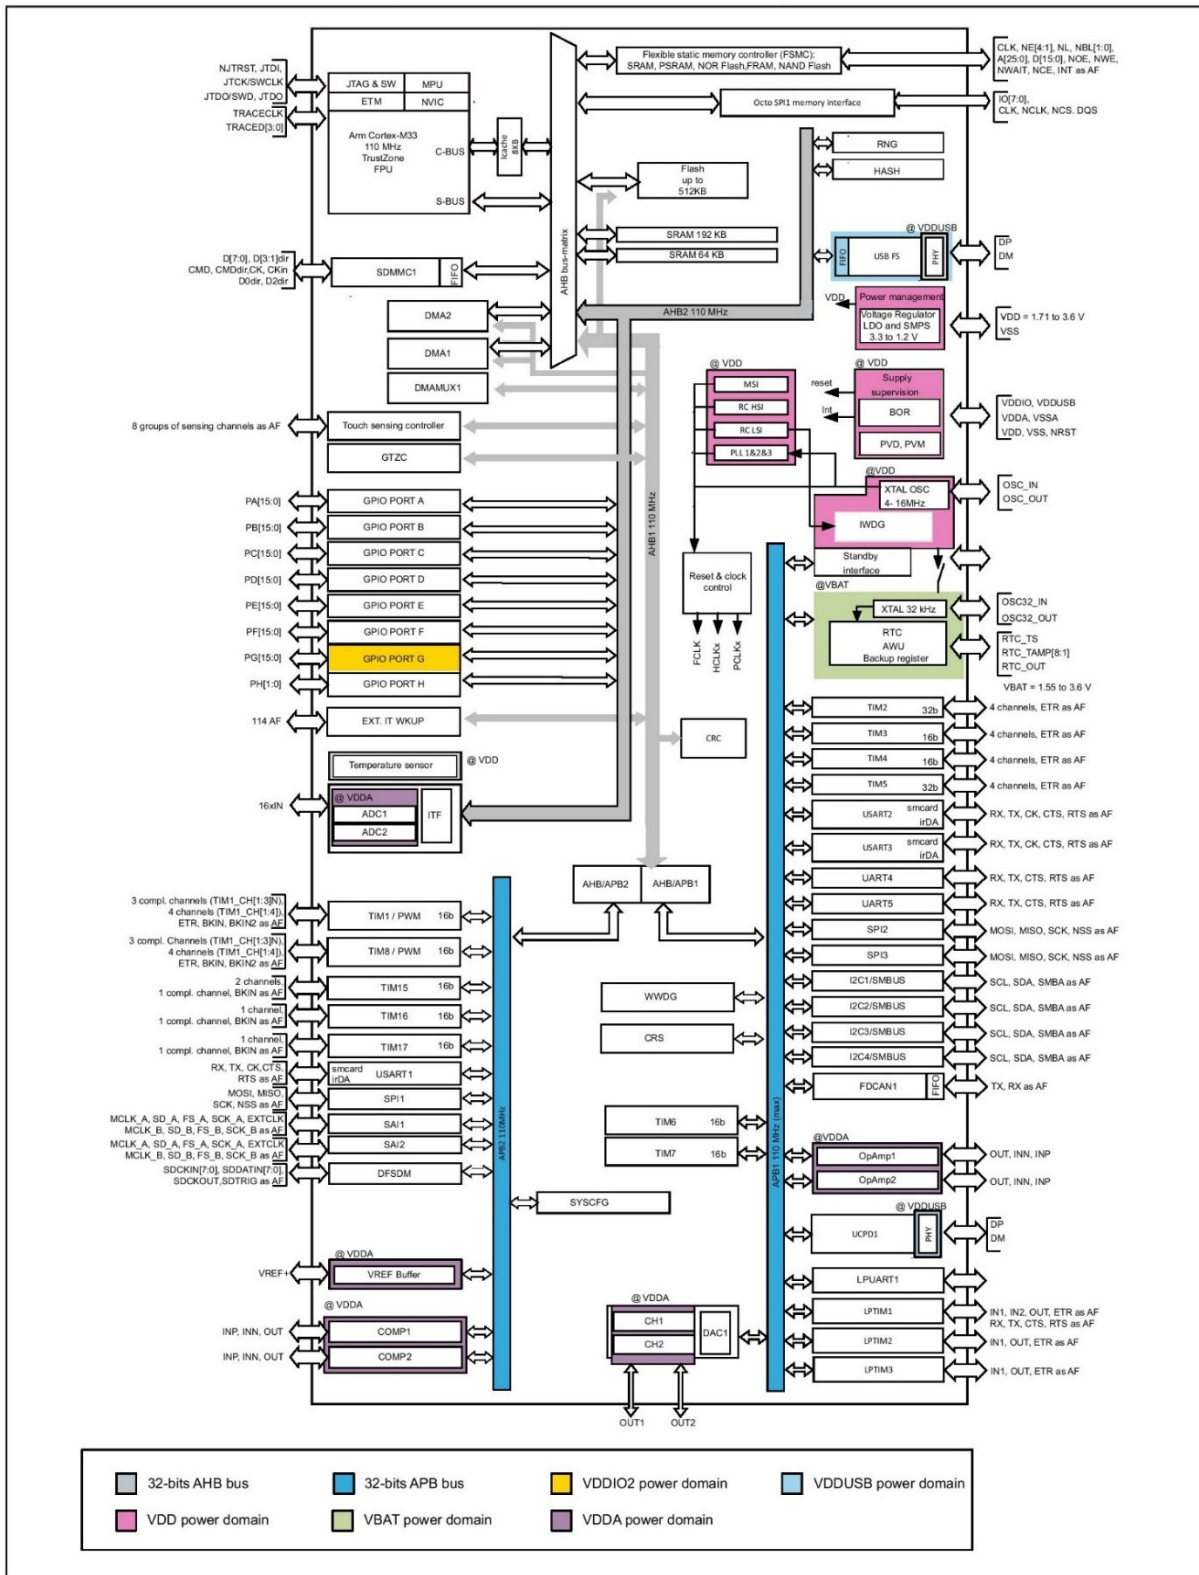 NJTRST, JTDI,
JTCK/SWCLK
JTDO/SWD, JTDO
TRACECLK
TRACED[3:0]
JTAG & SW
MPU
ETM
NVIC
Arm Cortex-M33
110 MHz
TrustZone
FPU
C-BUS
S-BUS
Icache
8KB
AHB bus-matrix
Flexible static memory controller (FSMC):
SRAM, PSRAM, NOR Flash,FRAM, NAND Flash
CLK, NE[4:1], NL, NBL[1:0],
A[25:0], D[15:0], NOE, NWE,
NWAIT, NCE, INT as AF
Octo SPI1 memory interface
IO[7:0],
CLK, NCLK, NCS. DQS
RNG
HASH
Flash
up to
512KB
SRAM 192 KB
SRAM 64 KB
@ VDDUSB
FIFO
USB FS
PHY
DP
DM
D[7:0], D[3:1]dir
CMD, CMDdir,CK, CKin
D0dir, D2dir
SDMMC1
FIFO
AHB2 110 MHz
VDD
Power management
Voltage Regulator
LDO and SMPS
3.3 to 1.2 V
VDD = 1.71 to 3.6 V
VSS
DMA2
DMA1
DMAMUX1
@ VDD
MSI
RC HSI
RC LSI
PLL 1&2&3
@ VDD
reset
Int
Supply
supervision
BOR
PVD, PVM
VDDIO, VDDUSB
VDDA, VSSA
VDD, VSS, NRST
8 groups of sensing channels as AF
Touch sensing controller
GTZC
@VDD
XTAL OSC
4- 16MHz
IWDG
OSC_IN
OSC_OUT
AHB1 110 MHz
PA[15:0]
GPIO PORT A
PB[15:0]
GPIO PORT B
PC[15:0]
GPIO PORT C
PD[15:0]
GPIO PORT D
PE[15:0]
GPIO PORT E
PF[15:0]
GPIO PORT F
PG[15:0]
GPIO PORT G
PH[1:0]
GPIO PORT H
Reset & clock
control
FCLK
HCLKx
PCLKx
Standby
interface
@VBAT
XTAL 32 kHz
RTC
AWU
Backup register
OSC32_IN
OSC32_OUT
RTC_TS
RTC_TAMP[8:1]
RTC_OUT
VBAT = 1.55 to 3.6 V
114 AF
EXT. IT WKUP
CRC
Temperature sensor
@ VDD
16xIN
@ VDDA
ADC1
ADC2
ITF
TIM2
32b
4 channels, ETR as AF
TIM3
16b
4 channels, ETR as AF
TIM4
16b
4 channels, ETR as AF
TIM5
32b
4 channels, ETR as AF
USART2
smcard
irDA
RX, TX, CK, CTS, RTS as AF
USART3
smcard
irDA
RX, TX, CK, CTS, RTS as AF
UART4
RX, TX, CTS, RTS as AF
UART5
RX, TX, CTS, RTS as AF
SPI2
MOSI, MISO, SCK, NSS as AF
SPI3
MOSI, MISO, SCK, NSS as AF
I2C1/SMBUS
SCL, SDA, SMBA as AF
I2C2/SMBUS
SCL, SDA, SMBA as AF
I2C3/SMBUS
SCL, SDA, SMBA as AF
I2C4/SMBUS
SCL, SDA, SMBA as AF
FDCAN1
FIFO
TX, RX as AF
AHB/APB2
AHB/APB1
3 compl. channels (TIM1_CH[1:3]N),
4 channels (TIM1_CH[1:4]),
ETR, BKIN, BKIN2 as AF
TIM1 / PWM
16b
3 compl. Channels (TIM1_CH[1:3]N),
4 channels (TIM1_CH[1:4],
ETR, BKIN, BKIN2 as AF
TIM8 / PWM
16b
2 channels,
1 compl. channel, BKIN as AF
TIM15
16b
1 channel,
1 compl. channel, BKIN as AF
TIM16
16b
1 channel,
1 compl. channel, BKIN as AF
TIM17
16b
RX, TX, CK,CTS,
RTS as AF
smcard
irDA
USART1
MOSI, MISO,
SCK, NSS as AF
SPI1
MCLK_A, SD_A, FS_A, SCK_A, EXTCLK
MCLK_B, SD_B, FS_B, SCK_B as AF
SAI1
MCLK_A, SD_A, FS_A, SCK_A, EXTCLK
MCLK_B, SD_B, FS_B, SCK_B as AF
SAI2
SDCKIN[7:0], SDDATIN[7:0],
SDCKOUT,SDTRIG as AF
DFSDM
APB2 110MHz
WWDG
CRS
TIM6
16b
TIM7
16b
APB1 110 MHz (max)
SYSCFG
@VDDA
OpAmp1
OUT, INN, INP
OpAmp2
OUT, INN, INP
@ VDDUSB
UCPD1
PHY
DP
DM
@ VDDA
VREF+
VREF Buffer
@ VDDA
INP, INN, OUT
COMP1
INP, INN, OUT
COMP2
@ VDDA
CH1
CH2
DAC1
OUT1
OUT2
LPUART1
LPTIM1
IN1, IN2, OUT, ETR as AF
RX, TX, CTS, RTS as AF
LPTIM2
IN1, OUT, ETR as AF
LPTIM3
IN1, OUT, ETR as AF
32-bits AHB bus
32-bits APB bus
VDDIO2 power domain
VDDUSB power domain
VDD power domain
VBAT power domain
VDDA power domain